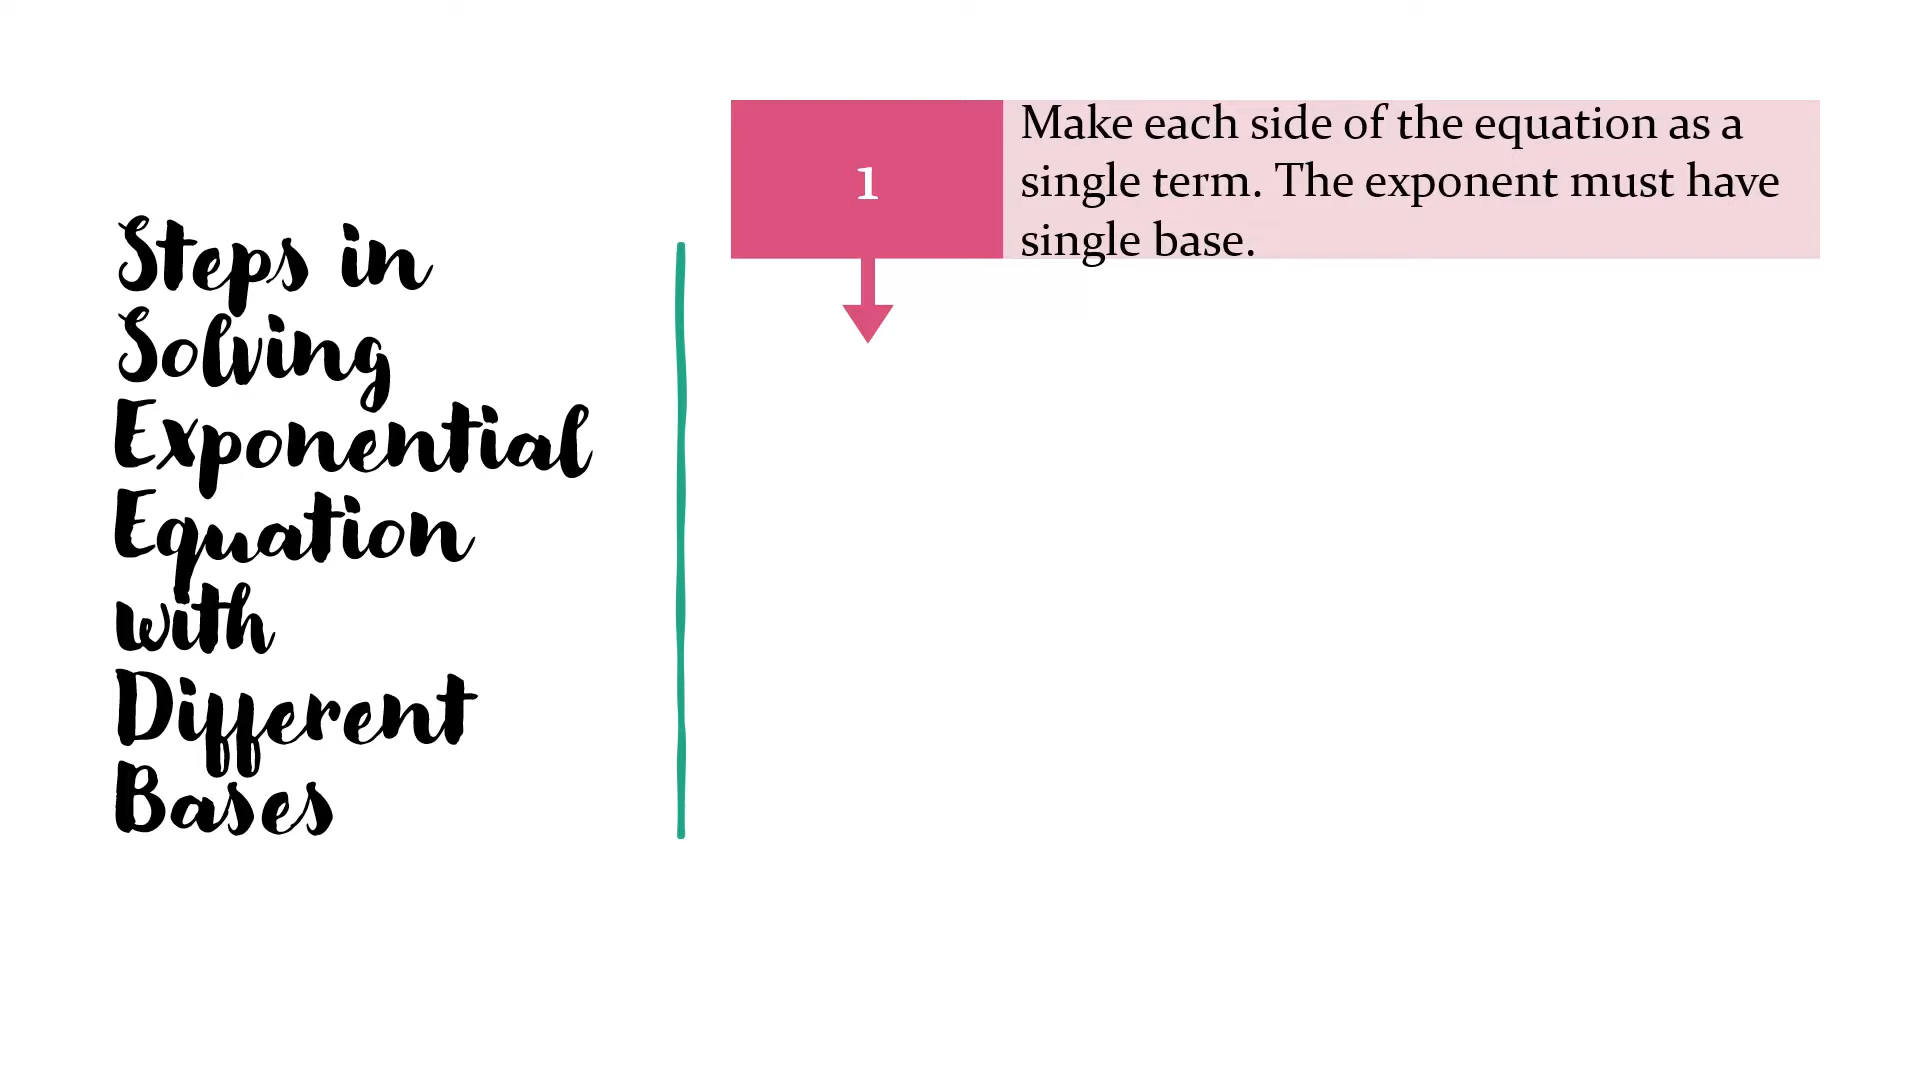 Steps in
Solving
Exponential
Equation
with
Different
Bases
1
Make each side of the equation as a
single term. The exponent must have
single base.